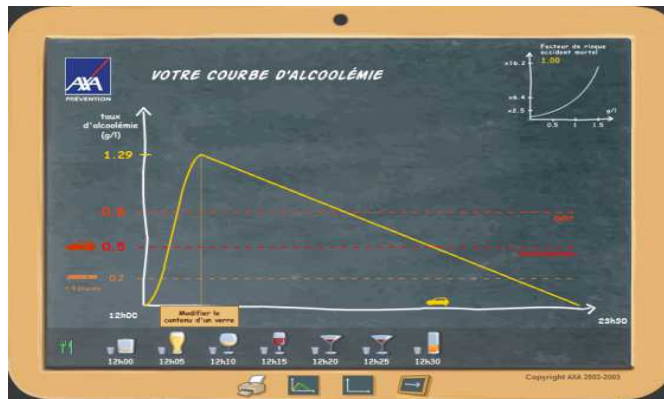 AXA
PRÉVENTION
VOTRE COURBE D'ALCOOLÉMIE
Facteur de risque
accident mortel
1.00
x16.2
x6.4
x2.5
0.5 1 1.5
g/l
taux
d'alcoolémie
(g/l)
1.29
0.8
0.5
0.2
12h00
Modifier le
contenu d'un verre
23h50
12h00 12h05 12h10 12h15 12h20 12h25 12h30
Copyright AXA 2002-2003